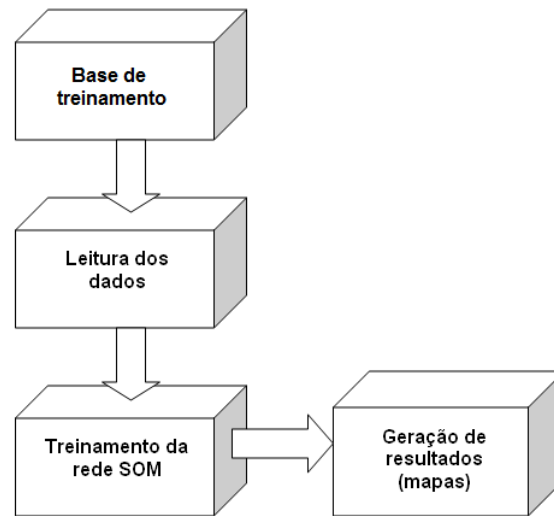 Base de
treinamento
Leitura dos
dados
Treinamento da
rede SOM
Geração de
resultados
(mapas)